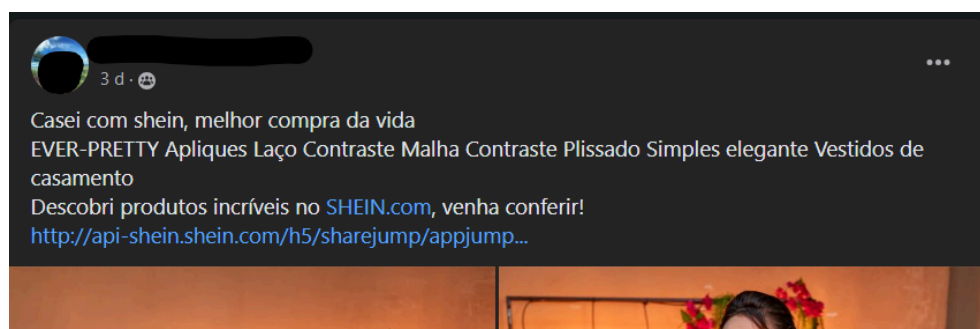 3 d ·
Casei com shein, melhor compra da vida
EVER-PRETTY Apliques Laço Contraste Malha Contraste Plissado Simples elegante Vestidos de
casamento
Descobri produtos incríveis no SHEIN.com, venha conferir!
http://api-shein.shein.com/h5/sharejump/appjump...